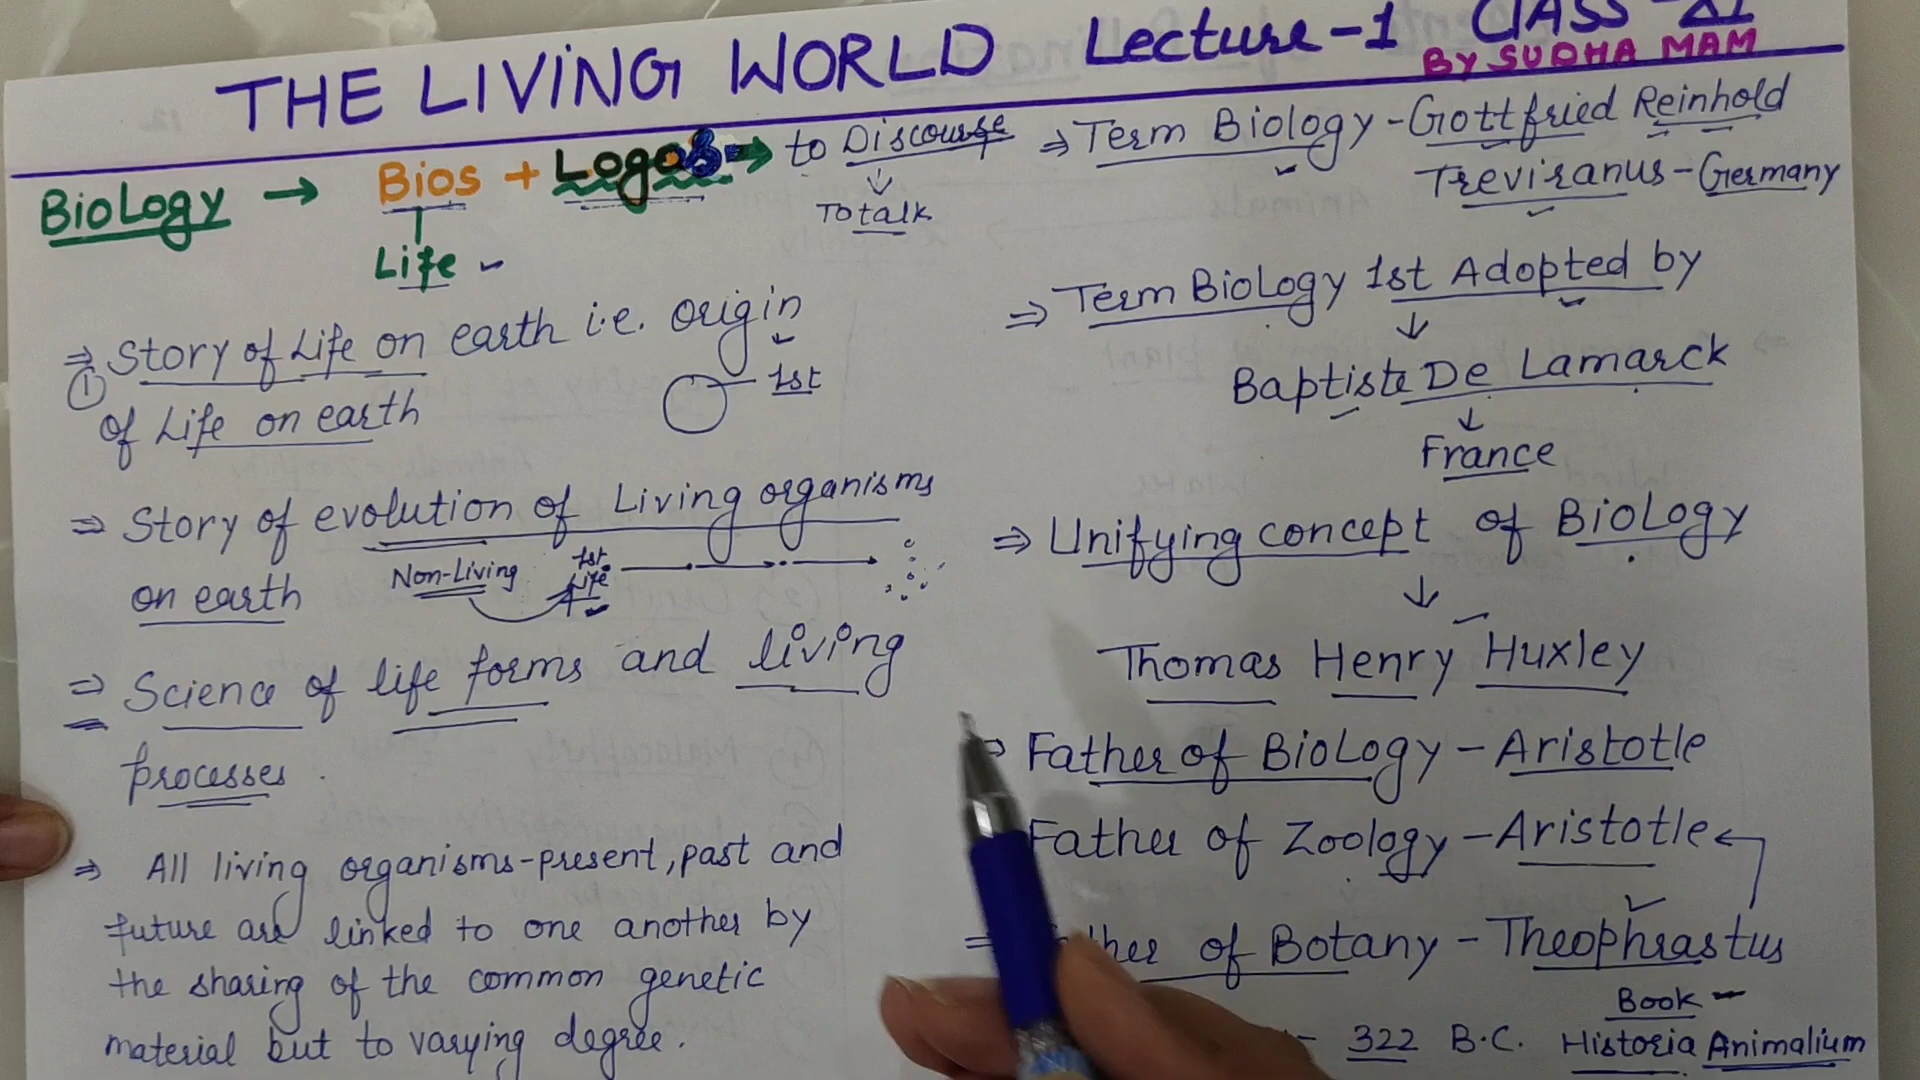 THE LIVING WORLD Lecture-1 CLASS-XI
BY SUDHA MAM
Biology → Bios + Logos → to Discourse
To talk
Life
⇒ Story of Life on earth i.e. origin
① of Life on earth
1st
⇒ Story of evolution of Living organisms
on earth
Non-Living
1st
Life
⇒ Science of life forms and living
processes.
⇒ All living organisms-present, past and
future are linked to one another by
the sharing of the common genetic
material but to varying degree.
⇒ Term Biology - Gottfried Reinhold
Treviranus - Germany
⇒ Term Biology 1st Adopted by
↓
Baptiste De Lamarck
↓
France
⇒ Unifying concept of Biology
↓
Thomas Henry Huxley
⇒ Father of Biology - Aristotle
Father of Zoology - Aristotle
⇒ ther of Botany - Theophrastus
Book -
- 322 B.C. Historia Animalium